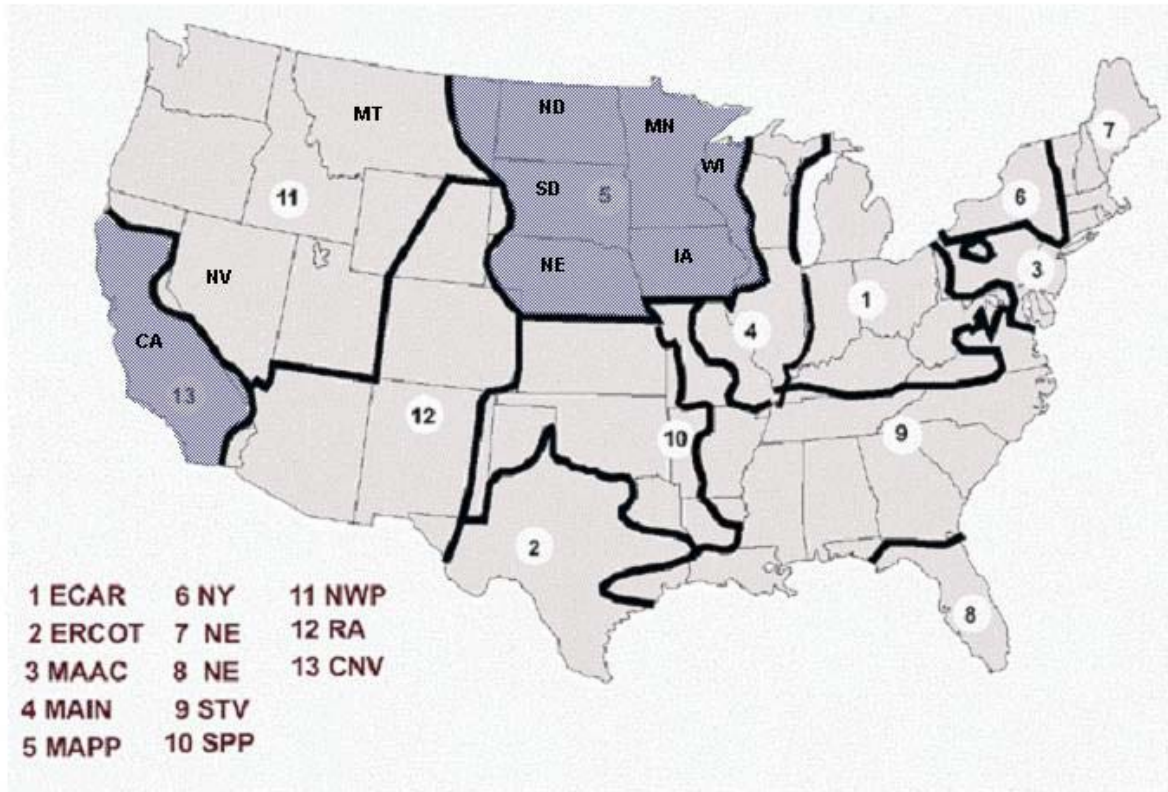 7
ND
MT
MN
WI
6
11
SD
5
3
NV
NE
IA
1
4
CA
13
12
10
9
2
8
1 ECAR 6 NY 11 NWP
2 ERCOT 7 NE 12 RA
3 MAAC 8 NE 13 CNV
4 MAIN 9 STV
5 MAPP 10 SPP